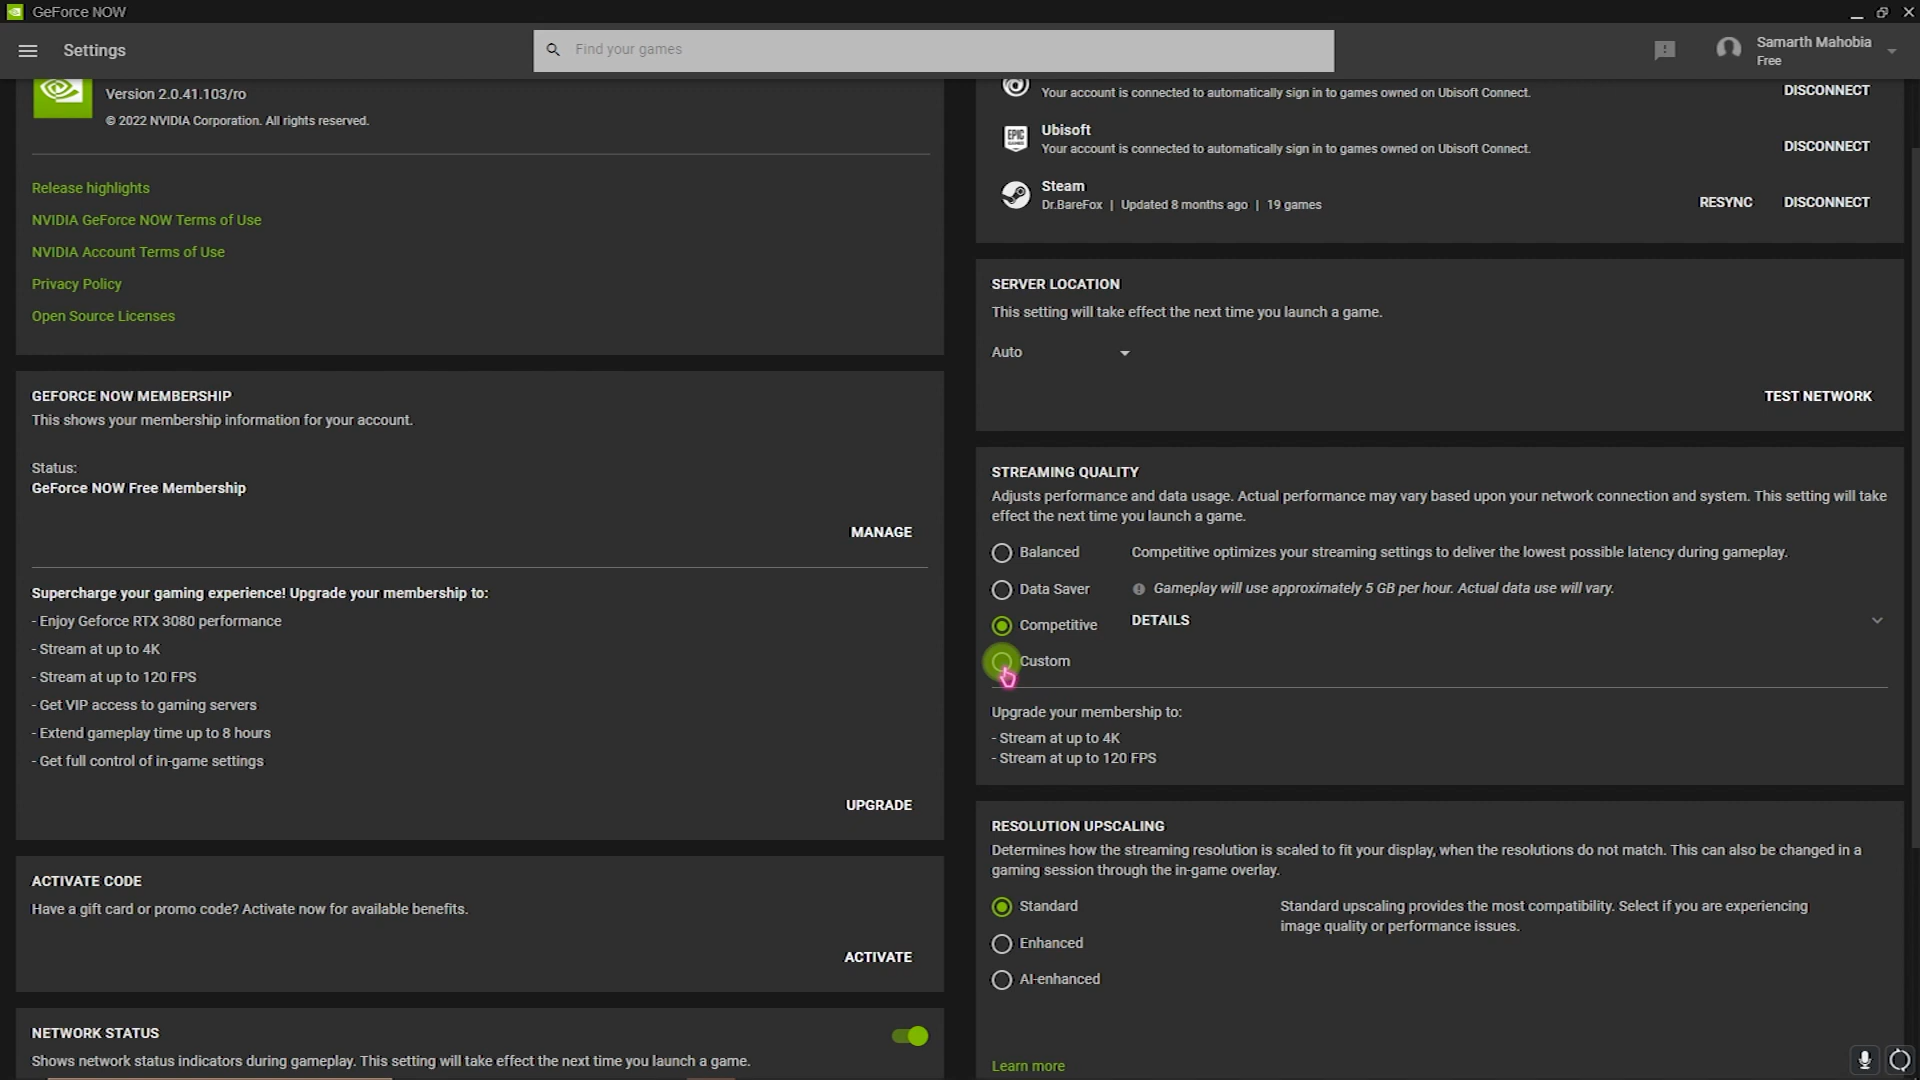 GeForce NOW
Settings
Find your games
Samarth Mahobia
Free
Version 2.0.41.103/ro
© 2022 NVIDIA Corporation. All rights reserved.
Release highlights
NVIDIA GeForce NOW Terms of Use
NVIDIA Account Terms of Use
Privacy Policy
Open Source Licenses
GEFORCE NOW MEMBERSHIP
This shows your membership information for your account.
Status:
GeForce NOW Free Membership
MANAGE
Supercharge your gaming experience! Upgrade your membership to:
- Enjoy Geforce RTX 3080 performance
- Stream at up to 4K
- Stream at up to 120 FPS
- Get VIP access to gaming servers
- Extend gameplay time up to 8 hours
- Get full control of in-game settings
UPGRADE
ACTIVATE CODE
Have a gift card or promo code? Activate now for available benefits.
ACTIVATE
NETWORK STATUS
Shows network status indicators during gameplay. This setting will take effect the next time you launch a game.
Your account is connected to automatically sign in to games owned on Ubisoft Connect.
DISCONNECT
EPIC
GAMES
Ubisoft
Your account is connected to automatically sign in to games owned on Ubisoft Connect.
DISCONNECT
Steam
Dr.BareFox | Updated 8 months ago | 19 games
RESYNC DISCONNECT
SERVER LOCATION
This setting will take effect the next time you launch a game.
Auto
TEST NETWORK
STREAMING QUALITY
Adjusts performance and data usage. Actual performance may vary based upon your network connection and system. This setting will take
effect the next time you launch a game.
Balanced Competitive optimizes your streaming settings to deliver the lowest possible latency during gameplay.
Data Saver Gameplay will use approximately 5 GB per hour. Actual data use will vary.
Competitive DETAILS
Custom
Upgrade your membership to:
- Stream at up to 4K
- Stream at up to 120 FPS
RESOLUTION UPSCALING
Determines how the streaming resolution is scaled to fit your display, when the resolutions do not match. This can also be changed in a
gaming session through the in-game overlay.
Standard Standard upscaling provides the most compatibility. Select if you are experiencing
image quality or performance issues.
Enhanced
AI-enhanced
Learn more